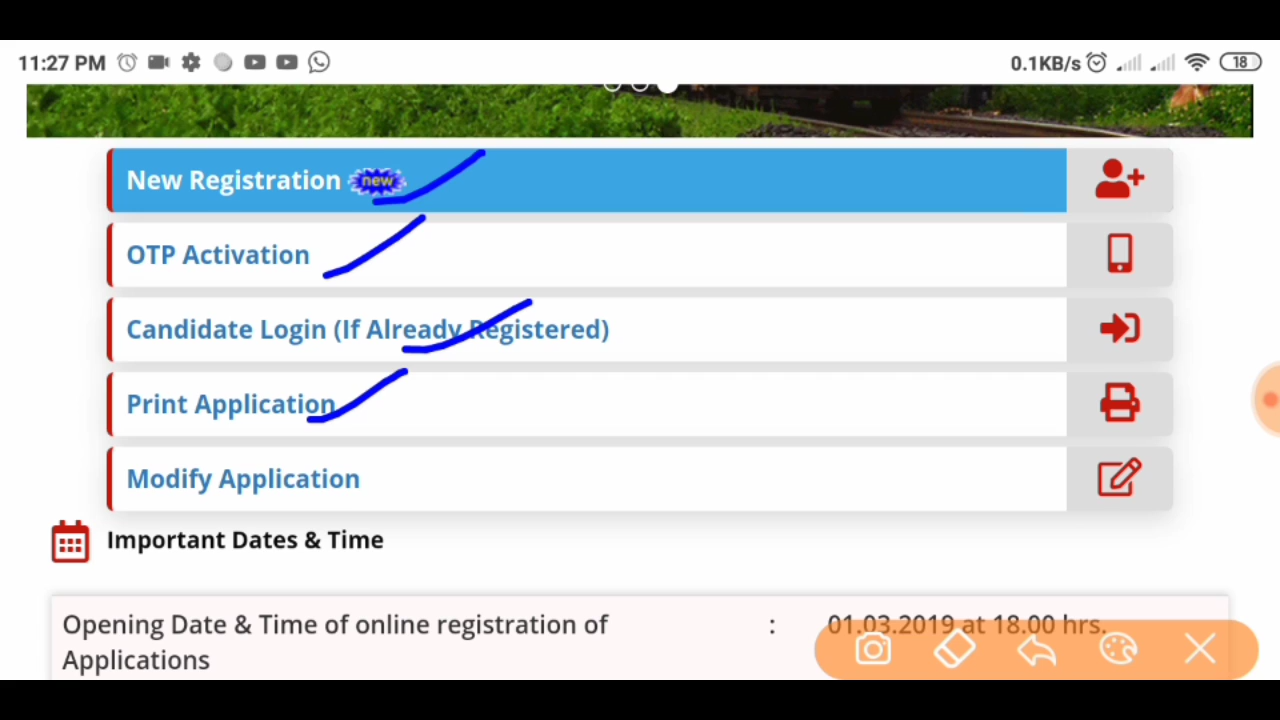 11:27 PM
0.1KB/s
18
New Registration new
OTP Activation
Candidate Login (If Already Registered)
Print Application
Modify Application
Important Dates & Time
Opening Date & Time of online registration of : 01.03.2019 at 18.00 hrs.
Applications